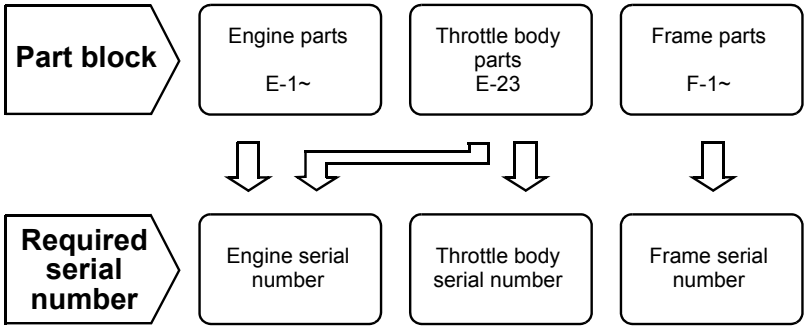 Part block
Engine parts
E-1~
Throttle body
parts
E-23
Frame parts
F-1~
Required
serial
number
Engine serial
number
Throttle body
serial number
Frame serial
number